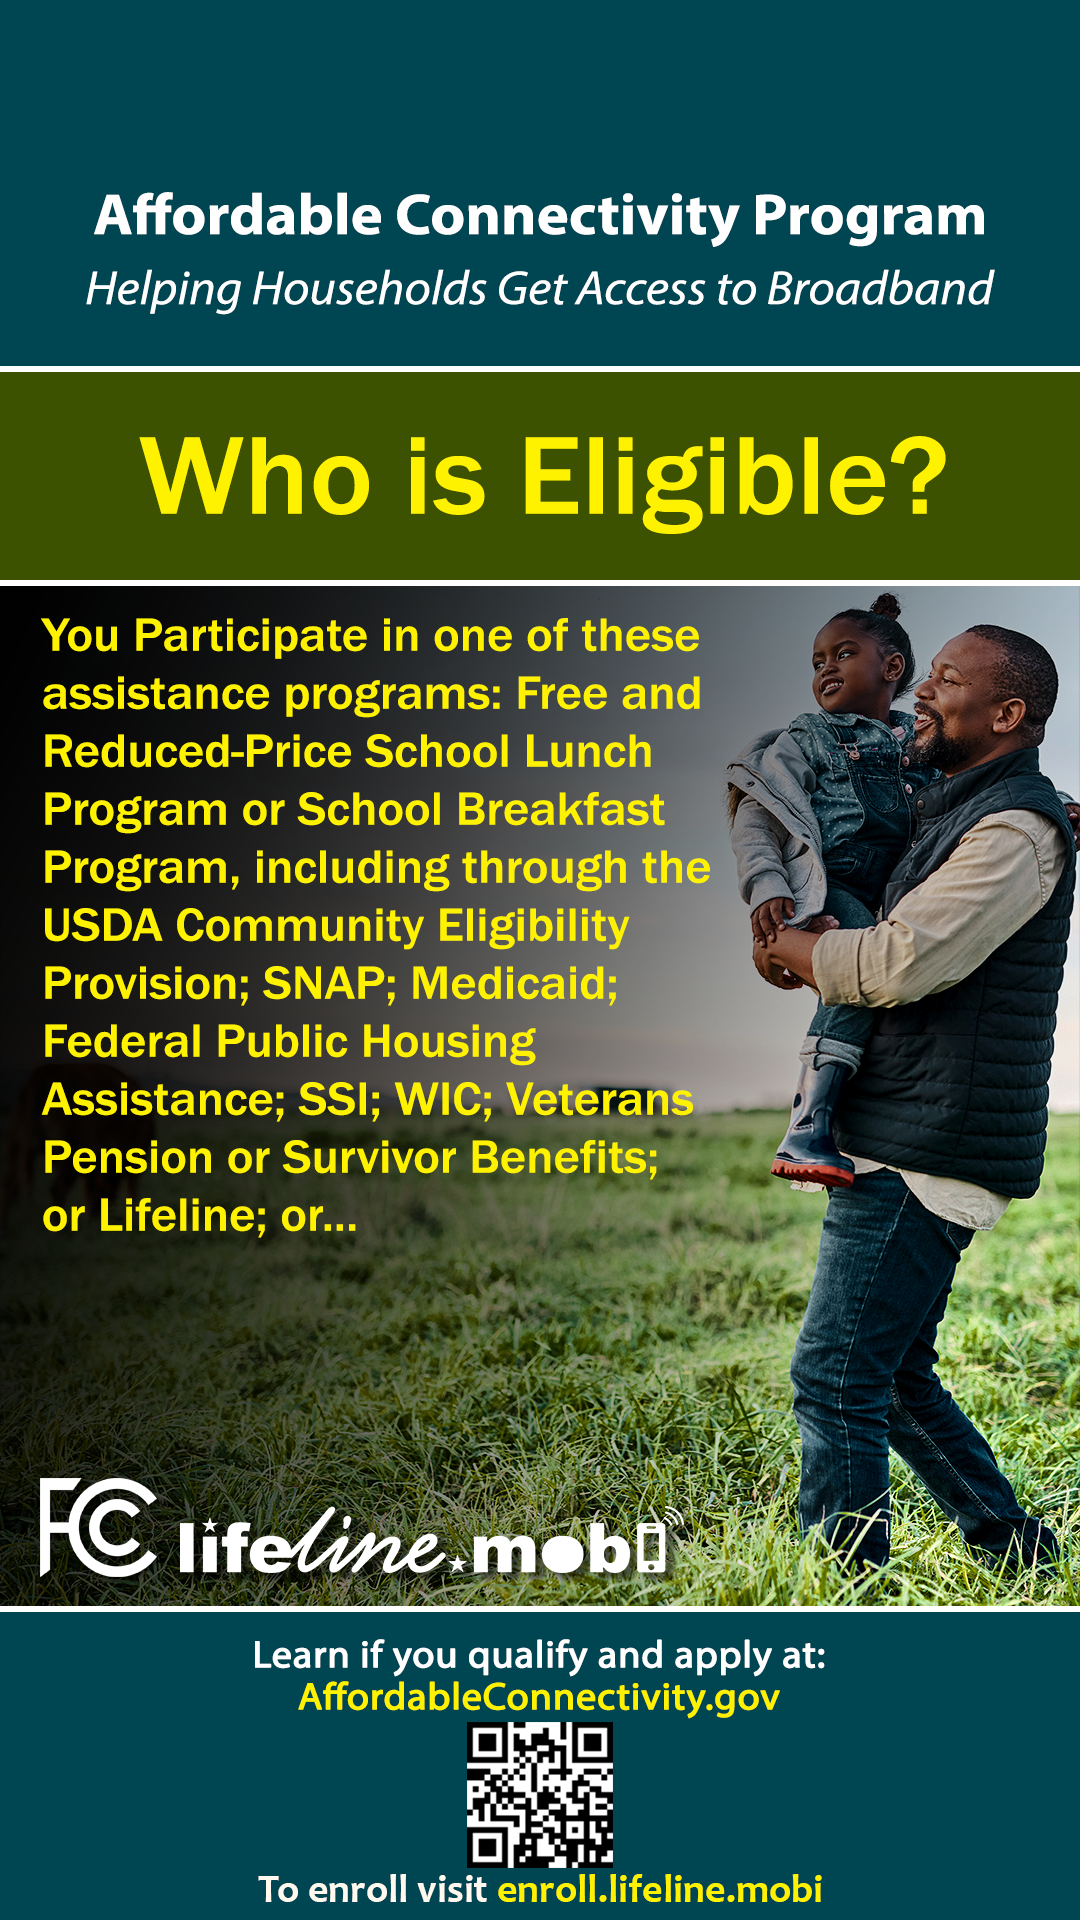 Affordable Connectivity Program
Helping Households Get Access to Broadband
Who is Eligible?
You Participate in one of these
assistance programs: Free and
Reduced-Price School Lunch
Program or School Breakfast
Program, including through the
USDA Community Eligibility
Provision; SNAP; Medicaid;
Federal Public Housing
Assistance; SSI; WIC; Veterans
Pension or Survivor Benefits;
or Lifeline; or...
FCC lifeline.mobi
Learn if you qualify and apply at:
AffordableConnectivity.gov
To enroll visit enroll.lifeline.mobi